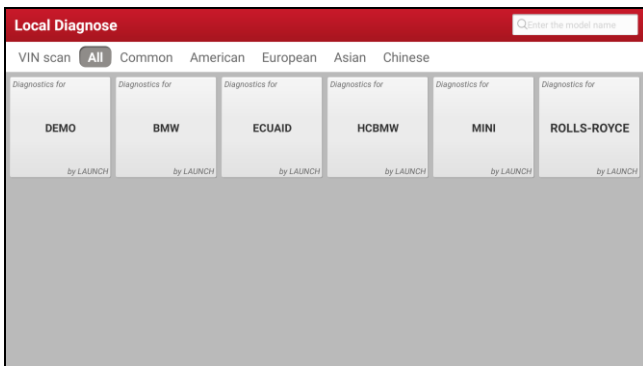 Local Diagnose
Enter the model name
VIN scan All Common American European Asian Chinese
Diagnostics for Diagnostics for Diagnostics for Diagnostics for Diagnostics for Diagnostics for
DEMO BMW ECUAID HCBMW MINI ROLLS-ROYCE
by LAUNCH by LAUNCH by LAUNCH by LAUNCH by LAUNCH by LAUNCH